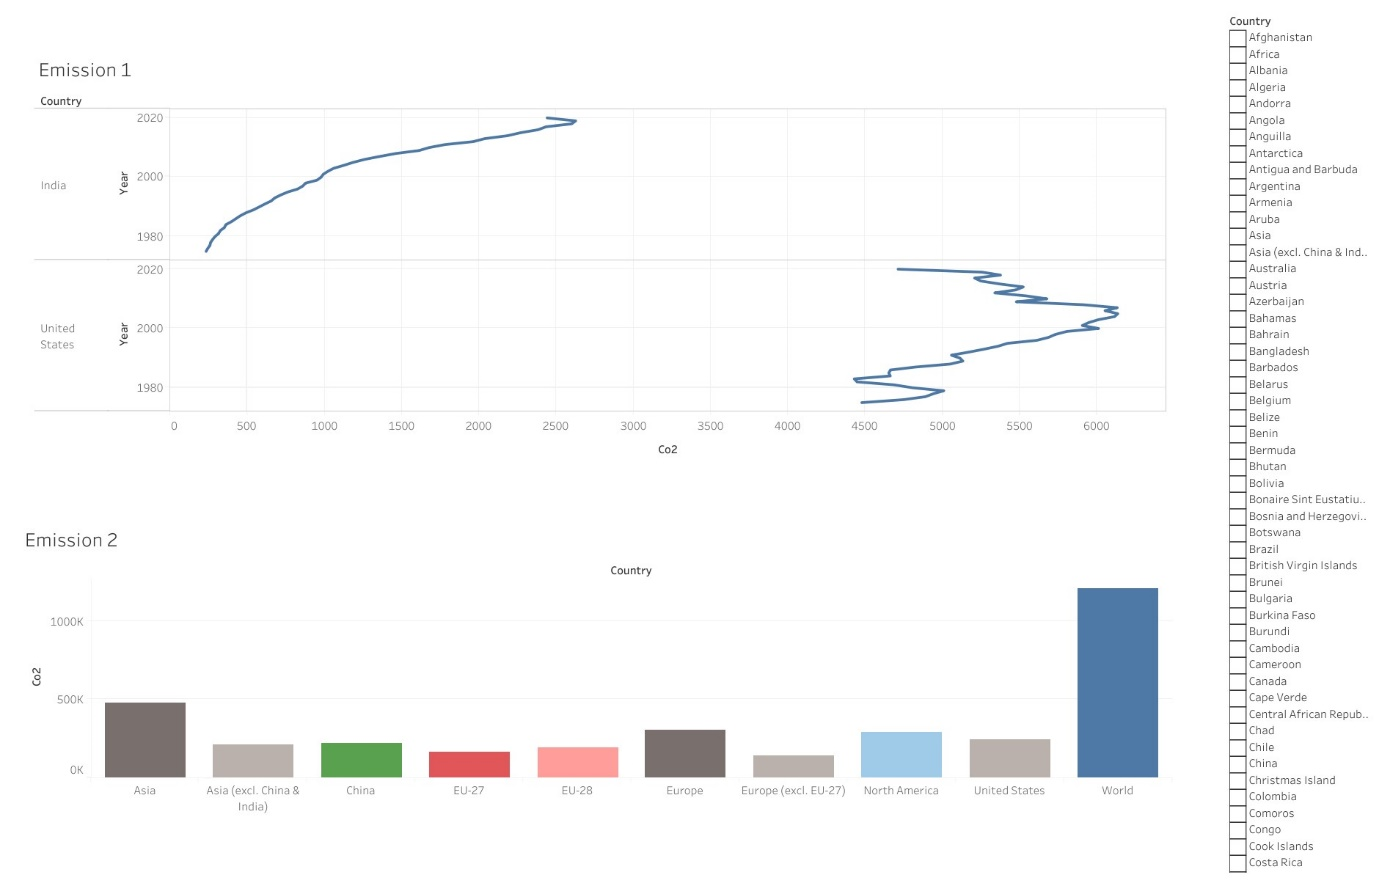 Emission 1
Country
India
Year
2020
2000
1980
United
States
Year
2020
2000
1980
0 500 1000 1500 2000 2500 3000 3500 4000 4500 5000 5500 6000
Co2
Emission 2
Country
Co2
1000K
500K
0K
Asia
Asia (excl. China &
India)
China
EU-27
EU-28
Europe
Europe (excl. EU-27)
North America
United States
World
Country
Afghanistan
Africa
Albania
Algeria
Andorra
Angola
Anguilla
Antarctica
Antigua and Barbuda
Argentina
Armenia
Aruba
Asia
Asia (excl. China & Ind..
Australia
Austria
Azerbaijan
Bahamas
Bahrain
Bangladesh
Barbados
Belarus
Belgium
Belize
Benin
Bermuda
Bhutan
Bolivia
Bonaire Sint Eustatiu..
Bosnia and Herzegovi..
Botswana
Brazil
British Virgin Islands
Brunei
Bulgaria
Burkina Faso
Burundi
Cambodia
Cameroon
Canada
Cape Verde
Central African Repub..
Chad
Chile
China
Christmas Island
Colombia
Comoros
Congo
Cook Islands
Costa Rica